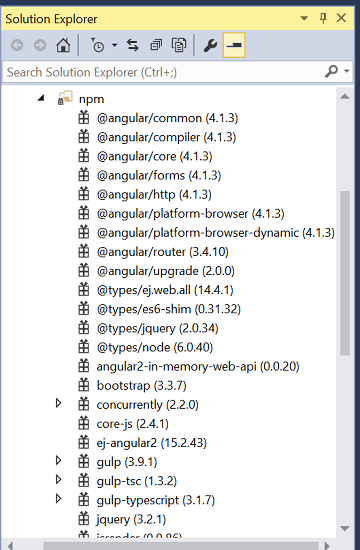 Solution Explorer
Search Solution Explorer (Ctrl+;)
npm
@angular/common (4.1.3)
@angular/compiler (4.1.3)
@angular/core (4.1.3)
@angular/forms (4.1.3)
@angular/http (4.1.3)
@angular/platform-browser (4.1.3)
@angular/platform-browser-dynamic (4.1.3)
@angular/router (3.4.10)
@angular/upgrade (2.0.0)
@types/ej.web.all (14.4.1)
@types/es6-shim (0.31.32)
@types/jquery (2.0.34)
@types/node (6.0.40)
angular2-in-memory-web-api (0.0.20)
bootstrap (3.3.7)
concurrently (2.2.0)
core-js (2.4.1)
ej-angular2 (15.2.43)
gulp (3.9.1)
gulp-tsc (1.3.2)
gulp-typescript (3.1.7)
jquery (3.2.1)